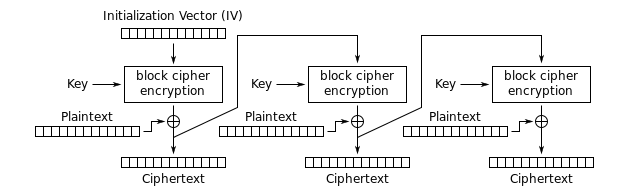 Initialization Vector (IV)
Key
block cipher
encryption
Key
block cipher
encryption
Key
block cipher
encryption
Plaintext
Plaintext
Plaintext
Ciphertext
Ciphertext
Ciphertext